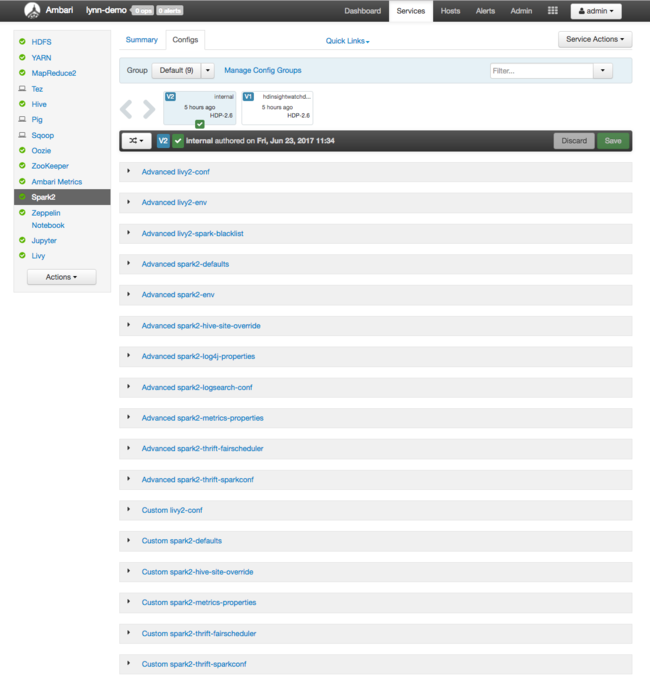 Ambari lynn-demo 0 ops 0 alerts Dashboard Services Hosts Alerts Admin admin
HDFS
YARN
MapReduce2
Tez
Hive
Pig
Sqoop
Oozie
ZooKeeper
Ambari Metrics
Spark2
Zeppelin
Notebook
Jupyter
Livy
Actions
Summary Configs Quick Links Service Actions
Group Default (9) Manage Config Groups Filter...
V2 internal
5 hours ago
HDP-2.6
V1 hdinsightwatchd...
5 hours ago
HDP-2.6
V2 internal authored on Fri, Jun 23, 2017 11:34 Discard Save
Advanced livy2-conf
Advanced livy2-env
Advanced livy2-spark-blacklist
Advanced spark2-defaults
Advanced spark2-env
Advanced spark2-hive-site-override
Advanced spark2-log4j-properties
Advanced spark2-logsearch-conf
Advanced spark2-metrics-properties
Advanced spark2-thrift-fairscheduler
Advanced spark2-thrift-sparkconf
Custom livy2-conf
Custom spark2-defaults
Custom spark2-hive-site-override
Custom spark2-metrics-properties
Custom spark2-thrift-fairscheduler
Custom spark2-thrift-sparkconf